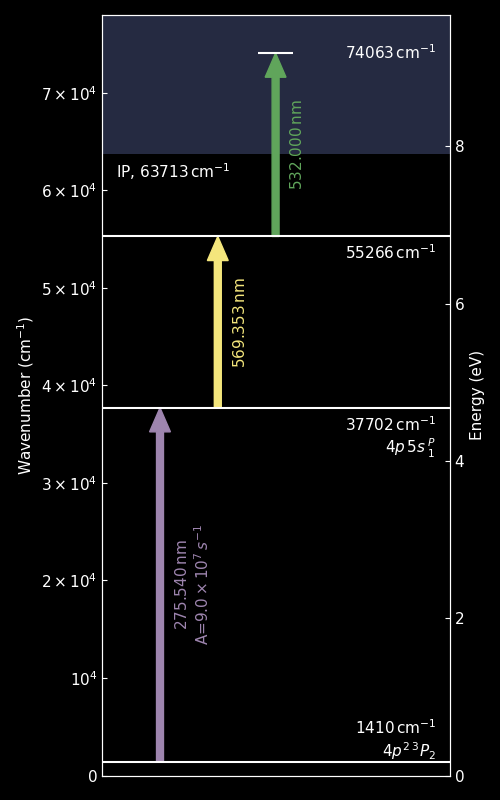 74063 cm⁻¹
7 × 10⁴
532.000 nm
8
IP, 63713 cm⁻¹
6 × 10⁴
55266 cm⁻¹
6
5 × 10⁴
569.353 nm
4 × 10⁴
Wavenumber (cm⁻¹)
Energy (eV)
37702 cm⁻¹
4p 5s ᴾ₁
4
3 × 10⁴
275.540 nm
A=9.0 × 10⁷ s⁻¹
2 × 10⁴
2
10⁴
1410 cm⁻¹
4p² ³P₂
0
0